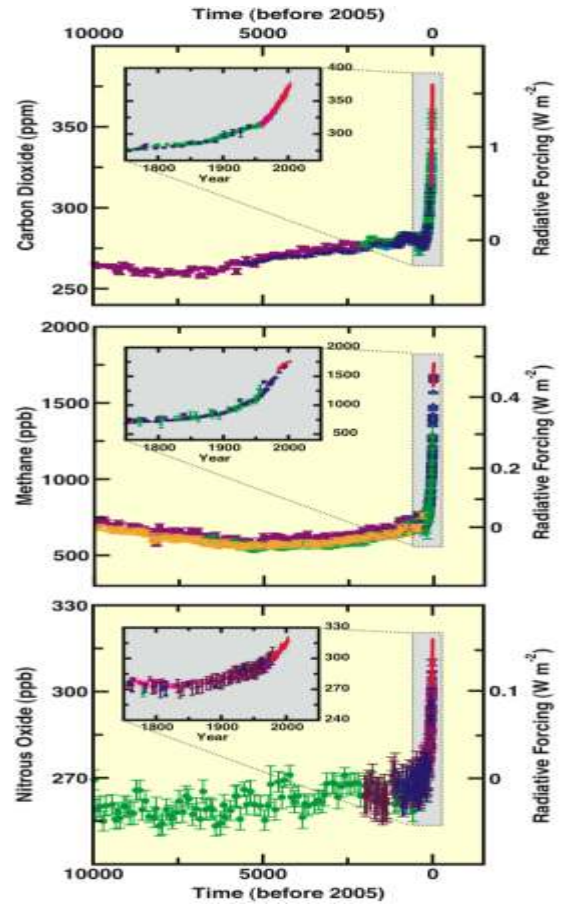 Time (before 2005)
10000 5000 0
Carbon Dioxide (ppm)
350
300
250
400
350
300
1800 1900 2000
Year
1
0
Radiative Forcing (W m-2)
2000
1500
1000
500
Methane (ppb)
2000
1500
1000
500
1800 1900 2000
Year
0.4
0.2
0
Radiative Forcing (W m-2)
330
300
270
Nitrous Oxide (ppb)
330
300
270
240
1800 1900 2000
Year
0.1
0
Radiative Forcing (W m-2)
10000 5000 0
Time (before 2005)